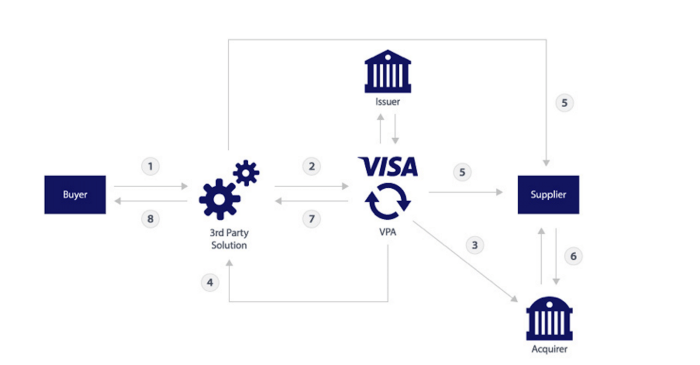 Issuer
5
1
2
VISA
5
Buyer
Supplier
8
7
3rd Party
Solution
VPA
3
6
4
Acquirer